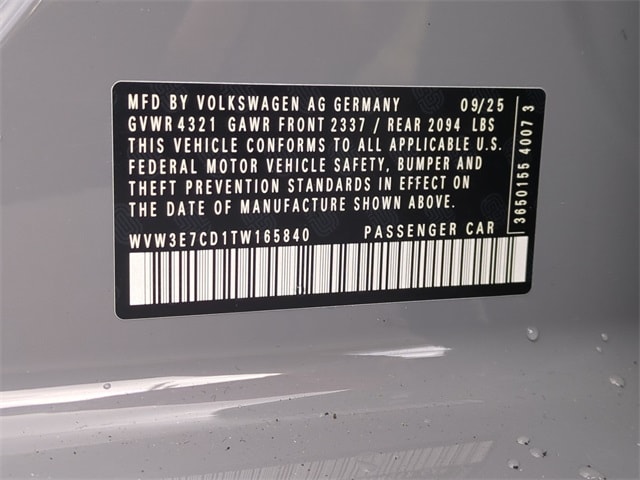 MFD BY VOLKSWAGEN AG GERMANY 09/25
GVWR 4321 GAWR FRONT 2337 / REAR 2094 LBS
THIS VEHICLE CONFORMS TO ALL APPLICABLE U.S.
FEDERAL MOTOR VEHICLE SAFETY, BUMPER AND
THEFT PREVENTION STANDARDS IN EFFECT ON
THE DATE OF MANUFACTURE SHOWN ABOVE.
WVW3E7CD1TW165840 PASSENGER CAR
3650155 4007 3